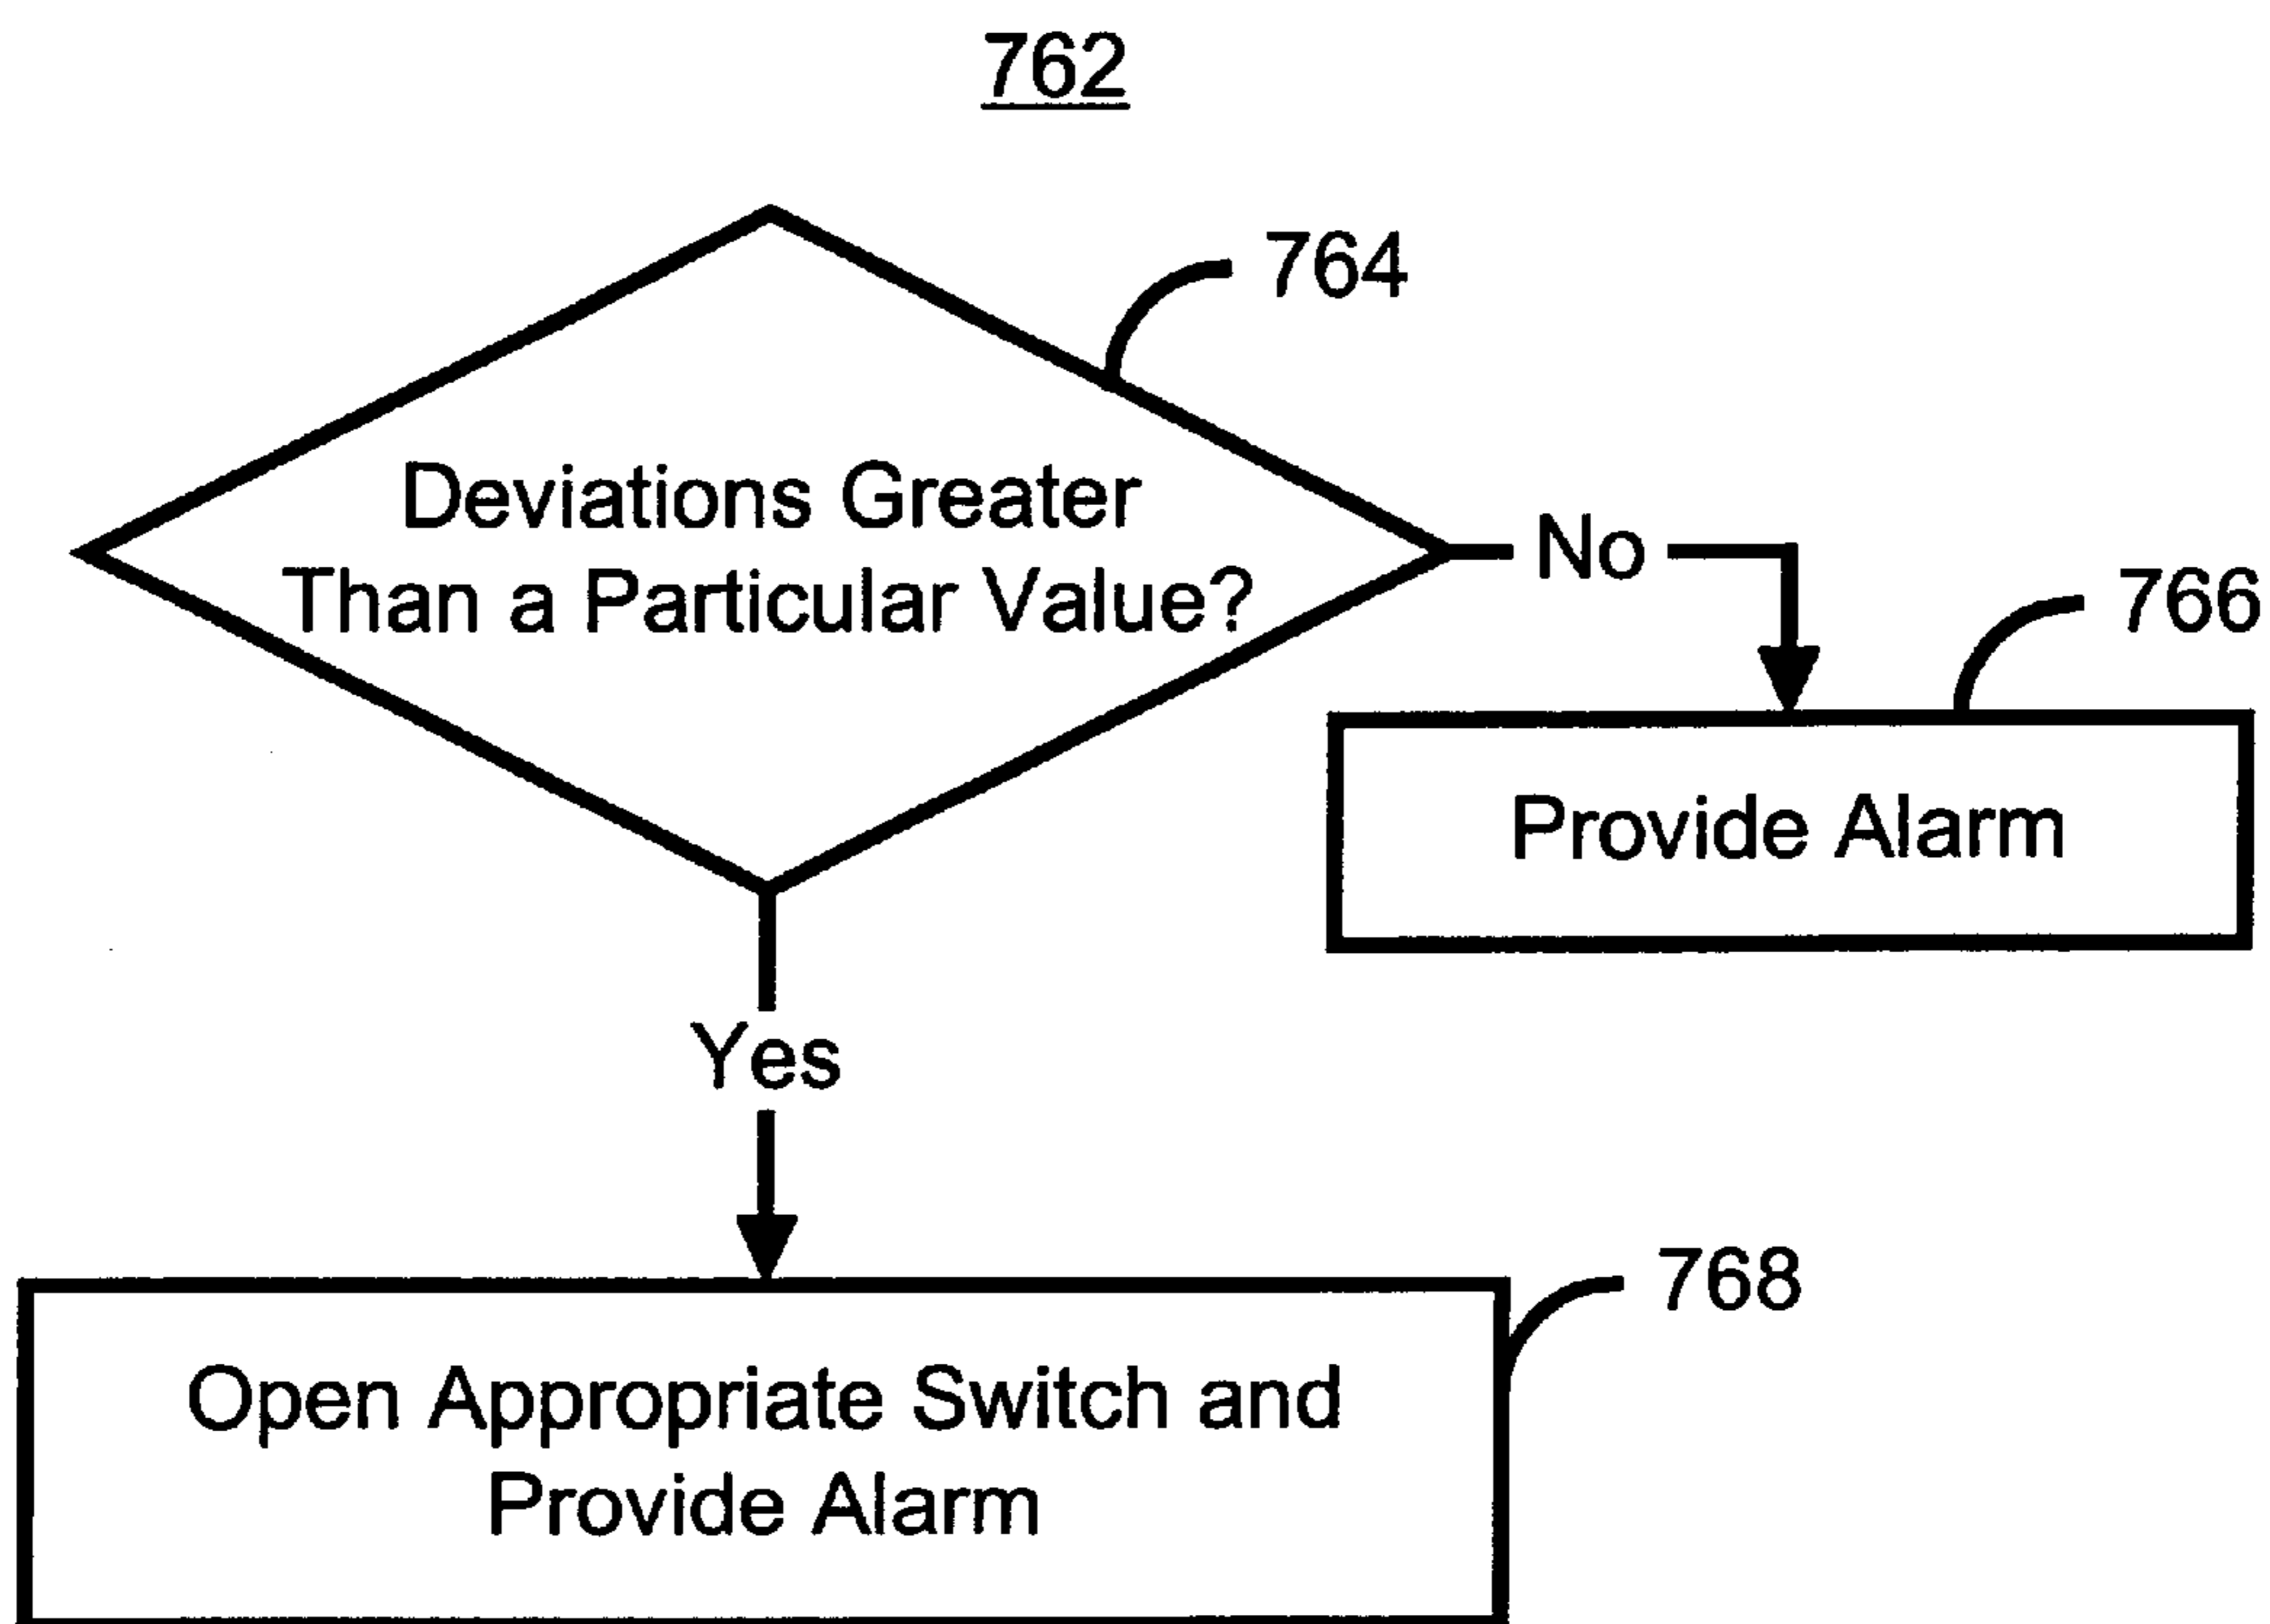 762
764
Deviations Greater
Than a Particular Value?
No
766
Provide Alarm
Yes
768
Open Appropriate Switch and
Provide Alarm